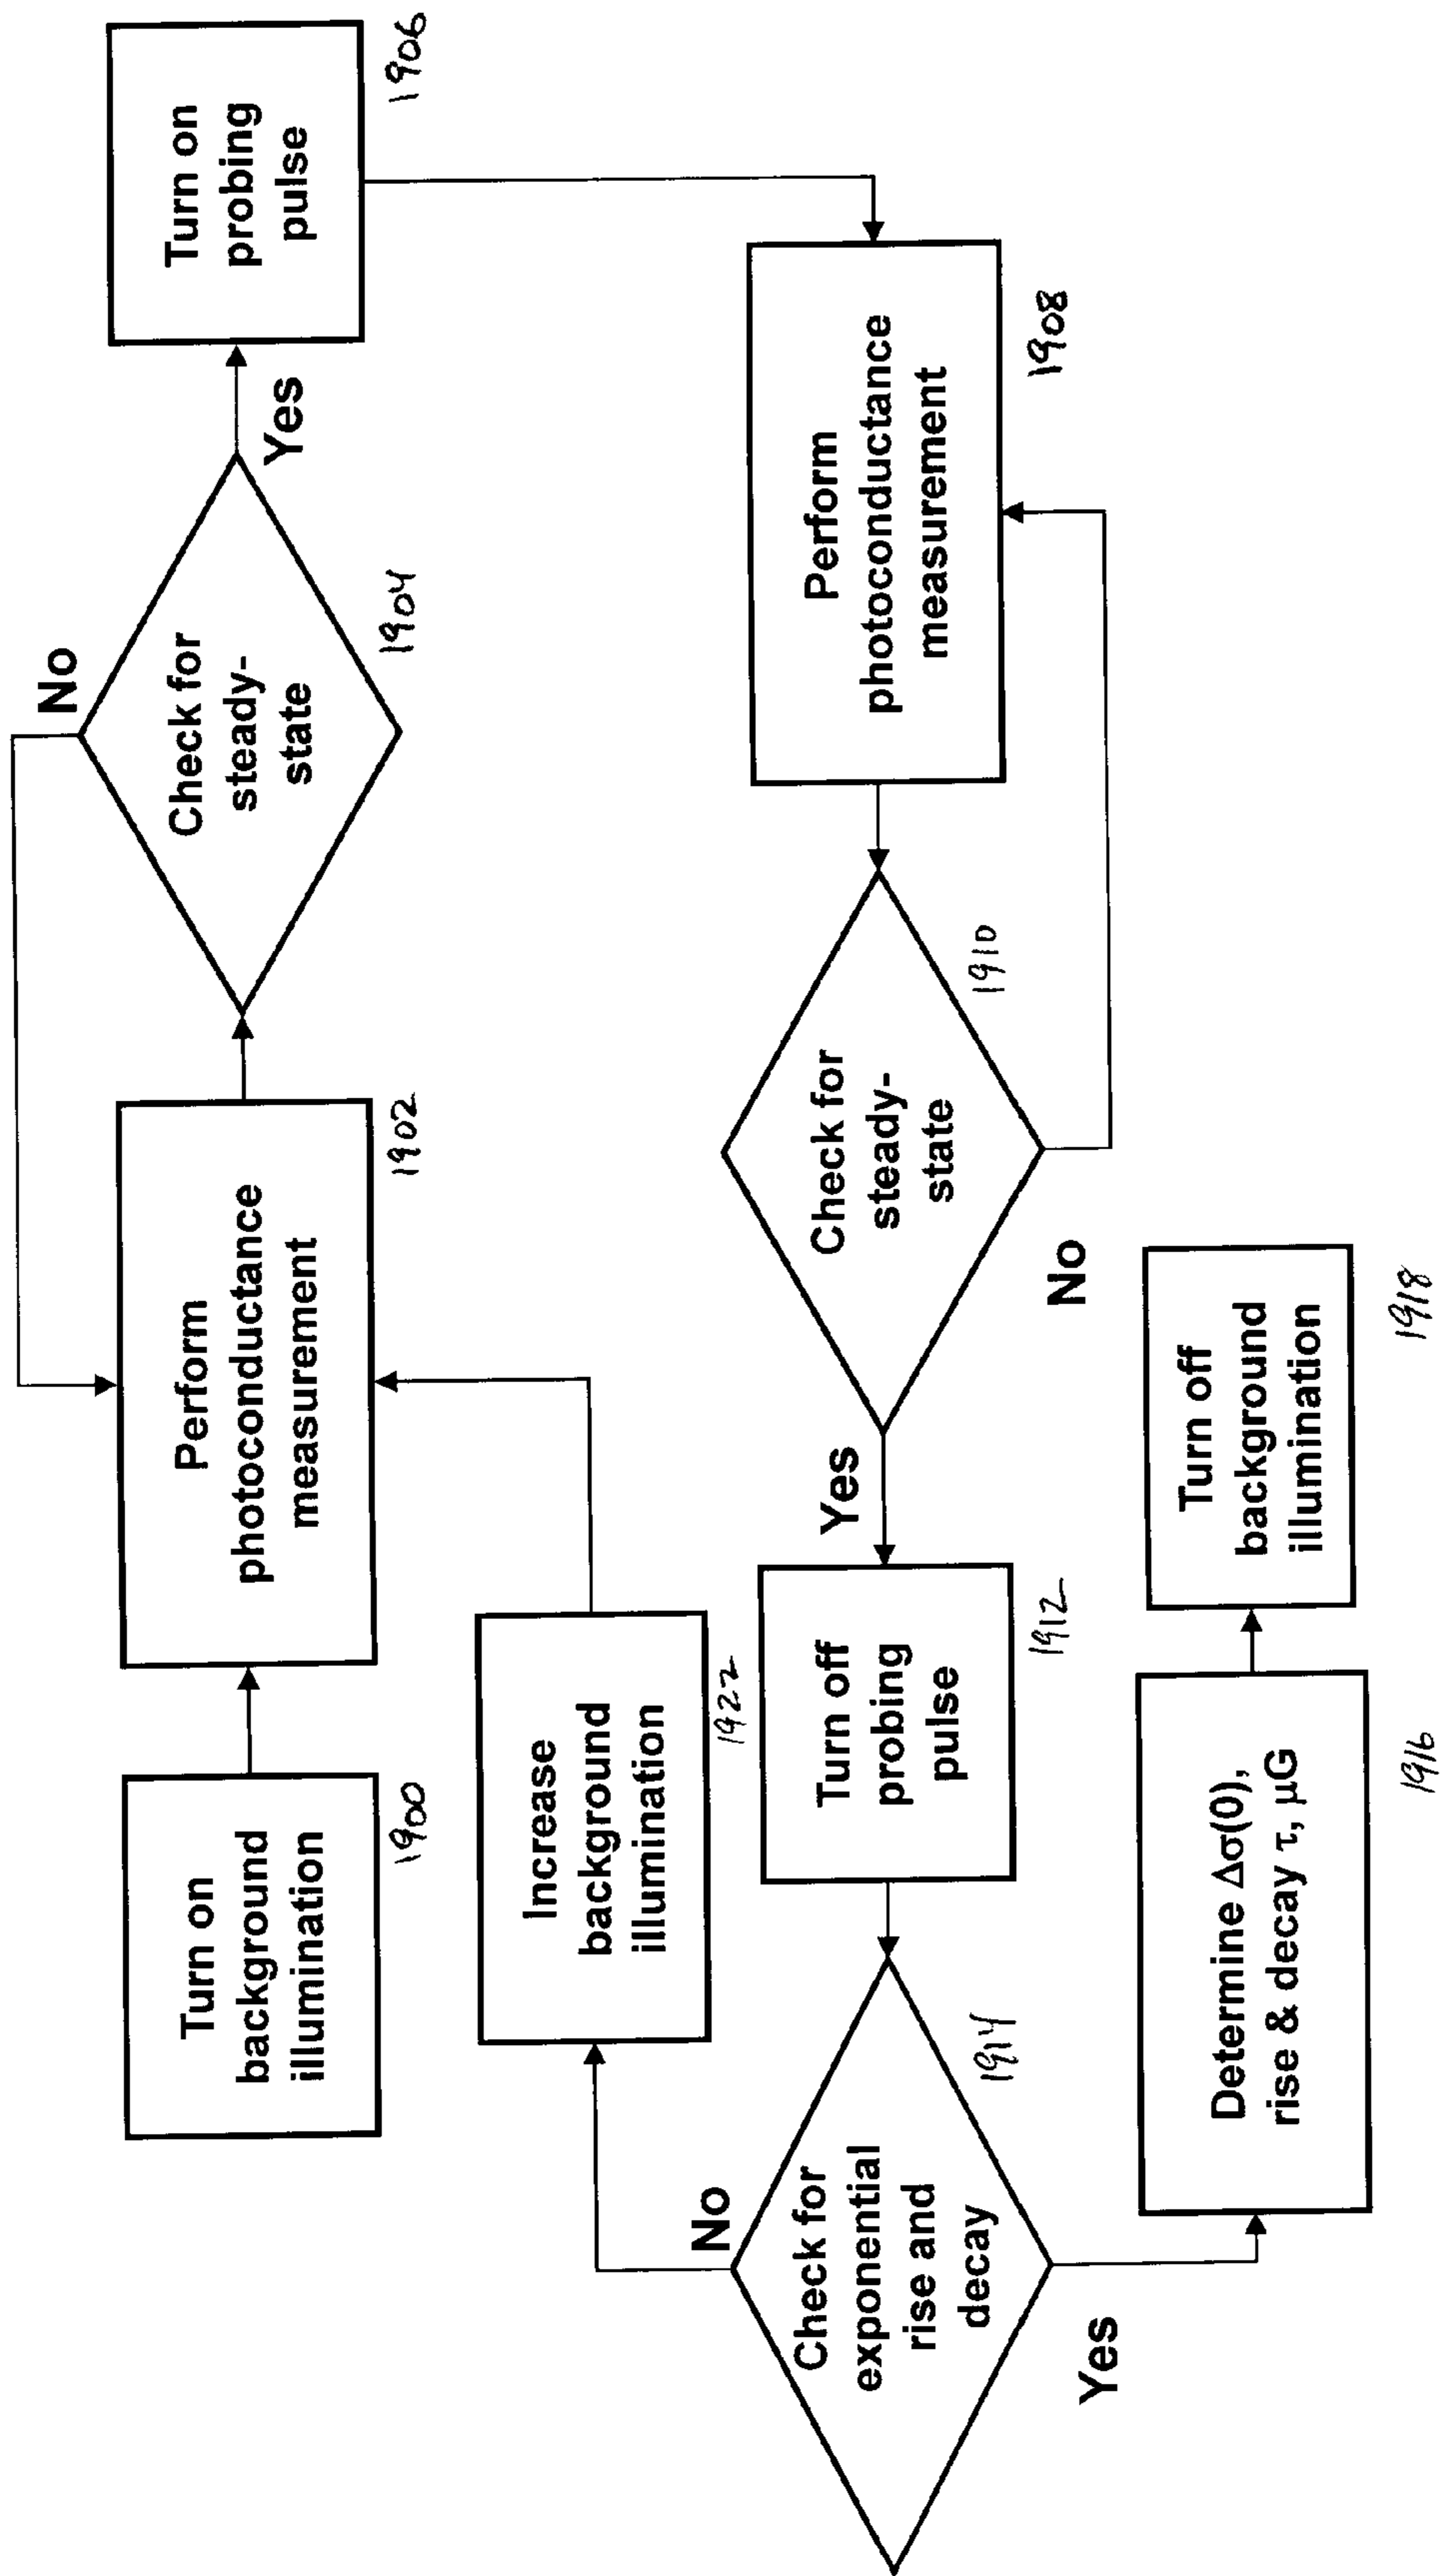 Turn on
background
illumination
1900
Perform
photoconductance
measurement
1902
Check for
steady-
state
1904
No
Yes
Turn on
probing
pulse
1906
Perform
photoconductance
measurement
1908
Check for
steady-
state
1910
No
Yes
Turn off
probing
pulse
1912
Check for
exponential
rise and
decay
1914
No
Increase
background
illumination
1922
Yes
Determine Δσ(0),
rise & decay τ, μG
1916
Turn off
background
illumination
1918